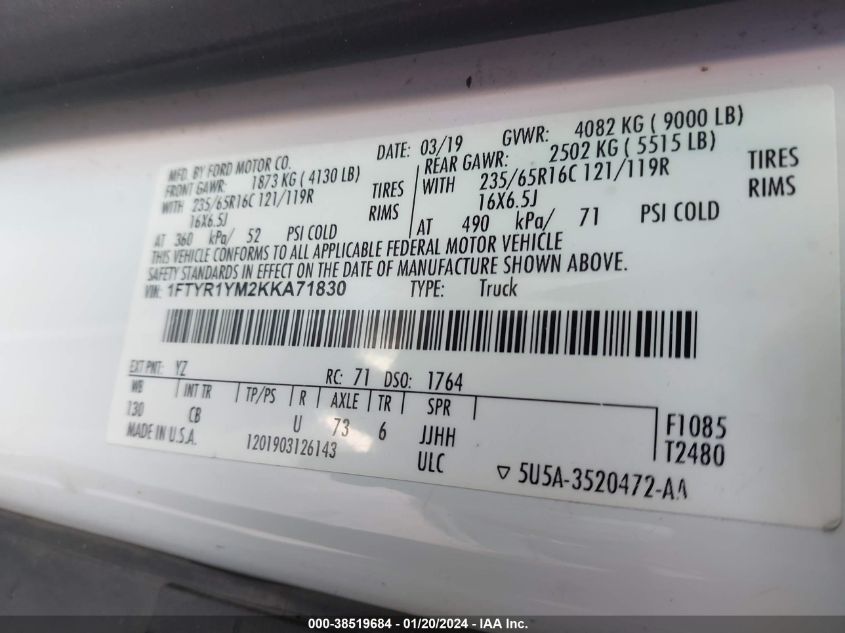 MFD. BY FORD MOTOR CO.
DATE: 03/19 GVWR: 4082 KG ( 9000 LB)
FRONT GAWR: 1873 KG ( 4130 LB)
REAR GAWR: 2502 KG ( 5515 LB)
WITH 235/65R16C 121/119R TIRES
WITH 235/65R16C 121/119R TIRES
16X6.5J RIMS
16X6.5J RIMS
AT 360 kPa/ 52 PSI COLD
AT 490 kPa/ 71 PSI COLD
THIS VEHICLE CONFORMS TO ALL APPLICABLE FEDERAL MOTOR VEHICLE
SAFETY STANDARDS IN EFFECT ON THE DATE OF MANUFACTURE SHOWN ABOVE.
VIN: 1FTYR1YM2KKA71830 TYPE: Truck
EXT PNT: YZ RC: 71 DSO: 1764
WB INT TR TP/PS R AXLE TR SPR
130 CB U 73 6 JJHH F1085
MADE IN U.S.A. 1201903126143 ULC T2480
▽ 5U5A-3520472-AA
000-38519684 - 01/20/2024 - IAA Inc.